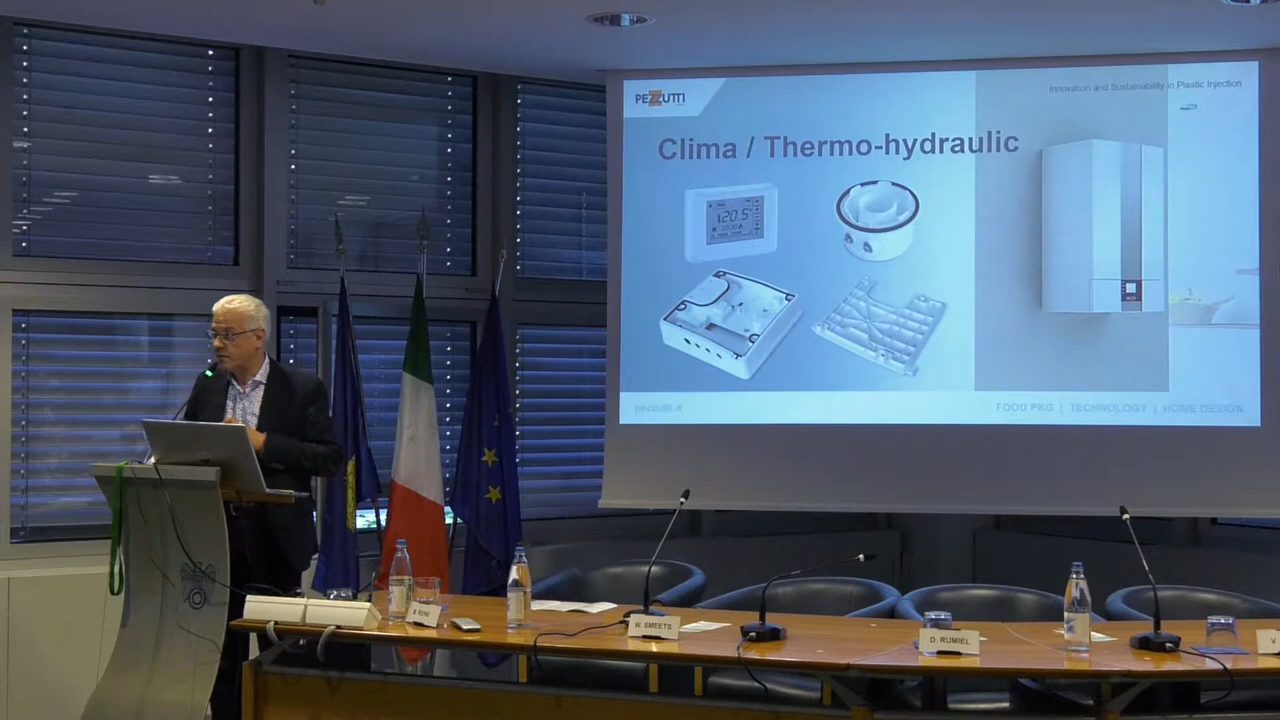 PEZZUTTI
Innovation and Sustainability in Plastic Injection
Clima / Thermo-hydraulic
20.5°
pezzutti.it
FOOD PKG | TECHNOLOGY | HOME DESIGN
W. SMEETS
D. RUMIEL
V.